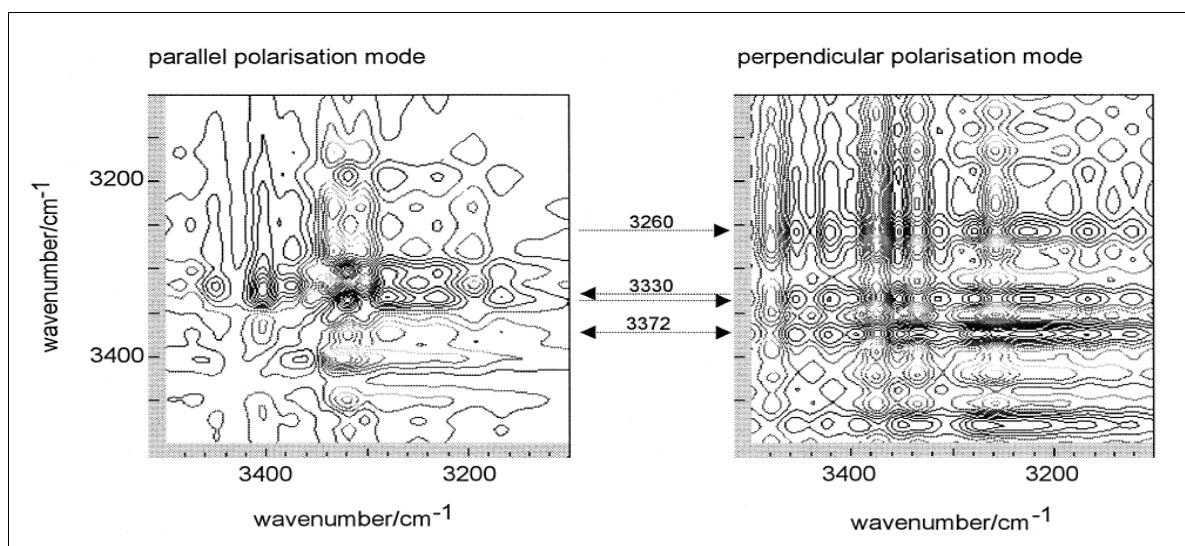 parallel polarisation mode
perpendicular polarisation mode
wavenumber/cm-1
3200
3400
3400
3200
wavenumber/cm-1
3260
3330
3372
3400
3200
wavenumber/cm-1